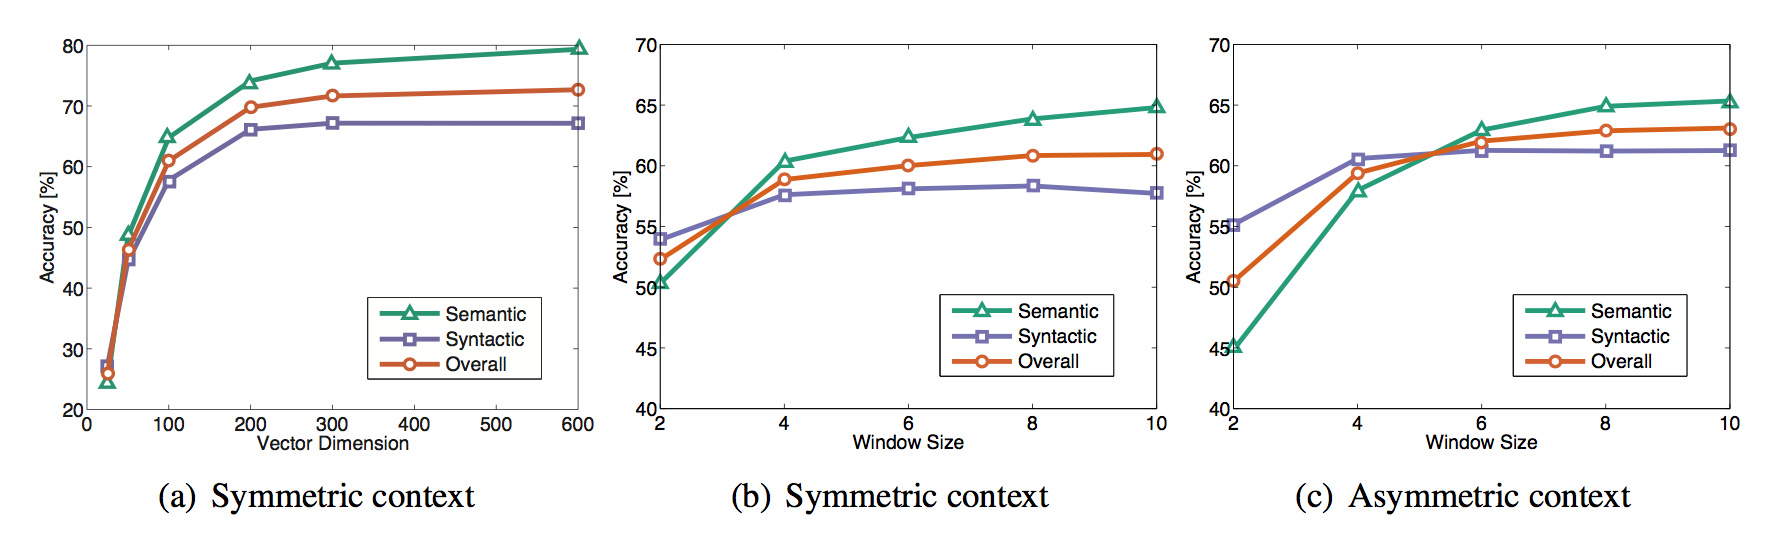 80
70
60
50
40
30
20
Accuracy [%]
0 100 200 300 400 500 600
Vector Dimension
Semantic
Syntactic
Overall
(a) Symmetric context
70
65
60
55
50
45
40
Accuracy [%]
2 4 6 8 10
Window Size
Semantic
Syntactic
Overall
(b) Symmetric context
70
65
60
55
50
45
40
Accuracy [%]
2 4 6 8 10
Window Size
Semantic
Syntactic
Overall
(c) Asymmetric context